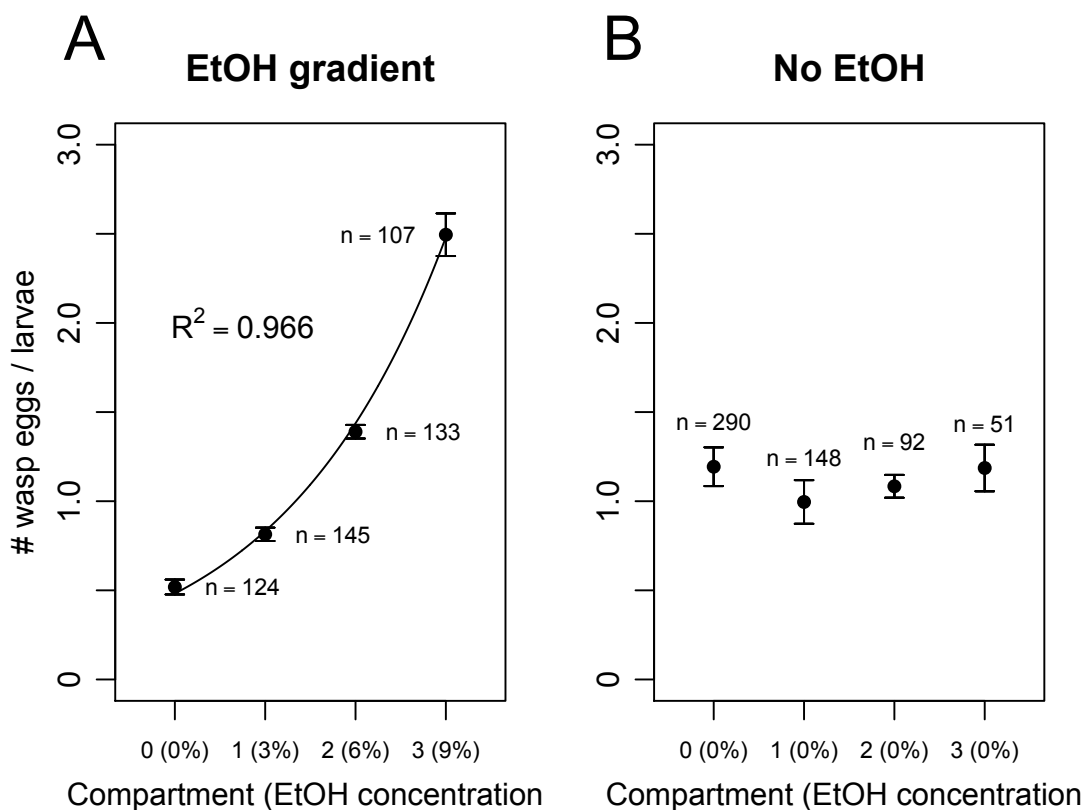 A
EtOH gradient
# wasp eggs / larvae
3.0
2.0
1.0
0
n = 107
R² = 0.966
n = 133
n = 145
n = 124
0 (0%) 1 (3%) 2 (6%) 3 (9%)
Compartment (EtOH concentration
B
No EtOH
3.0
2.0
1.0
0
n = 290
n = 148
n = 92
n = 51
0 (0%) 1 (0%) 2 (0%) 3 (0%)
Compartment (EtOH concentration